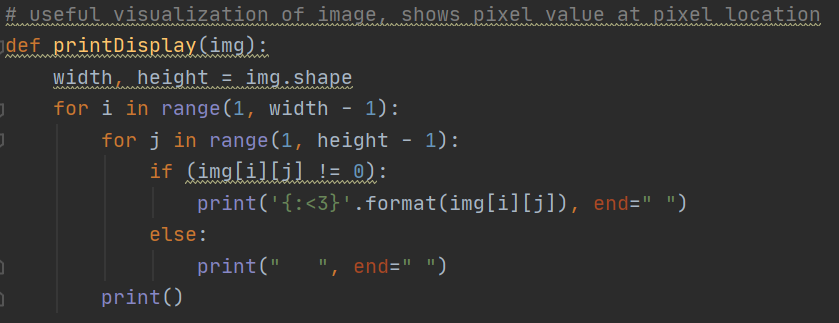 # useful visualization of image, shows pixel value at pixel location
def printDisplay(img):
    width, height = img.shape
    for i in range(1, width - 1):
        for j in range(1, height - 1):
            if (img[i][j] != 0):
                print('{:<3}'.format(img[i][j]), end=" ")
            else:
                print("   ", end=" ")
        print()